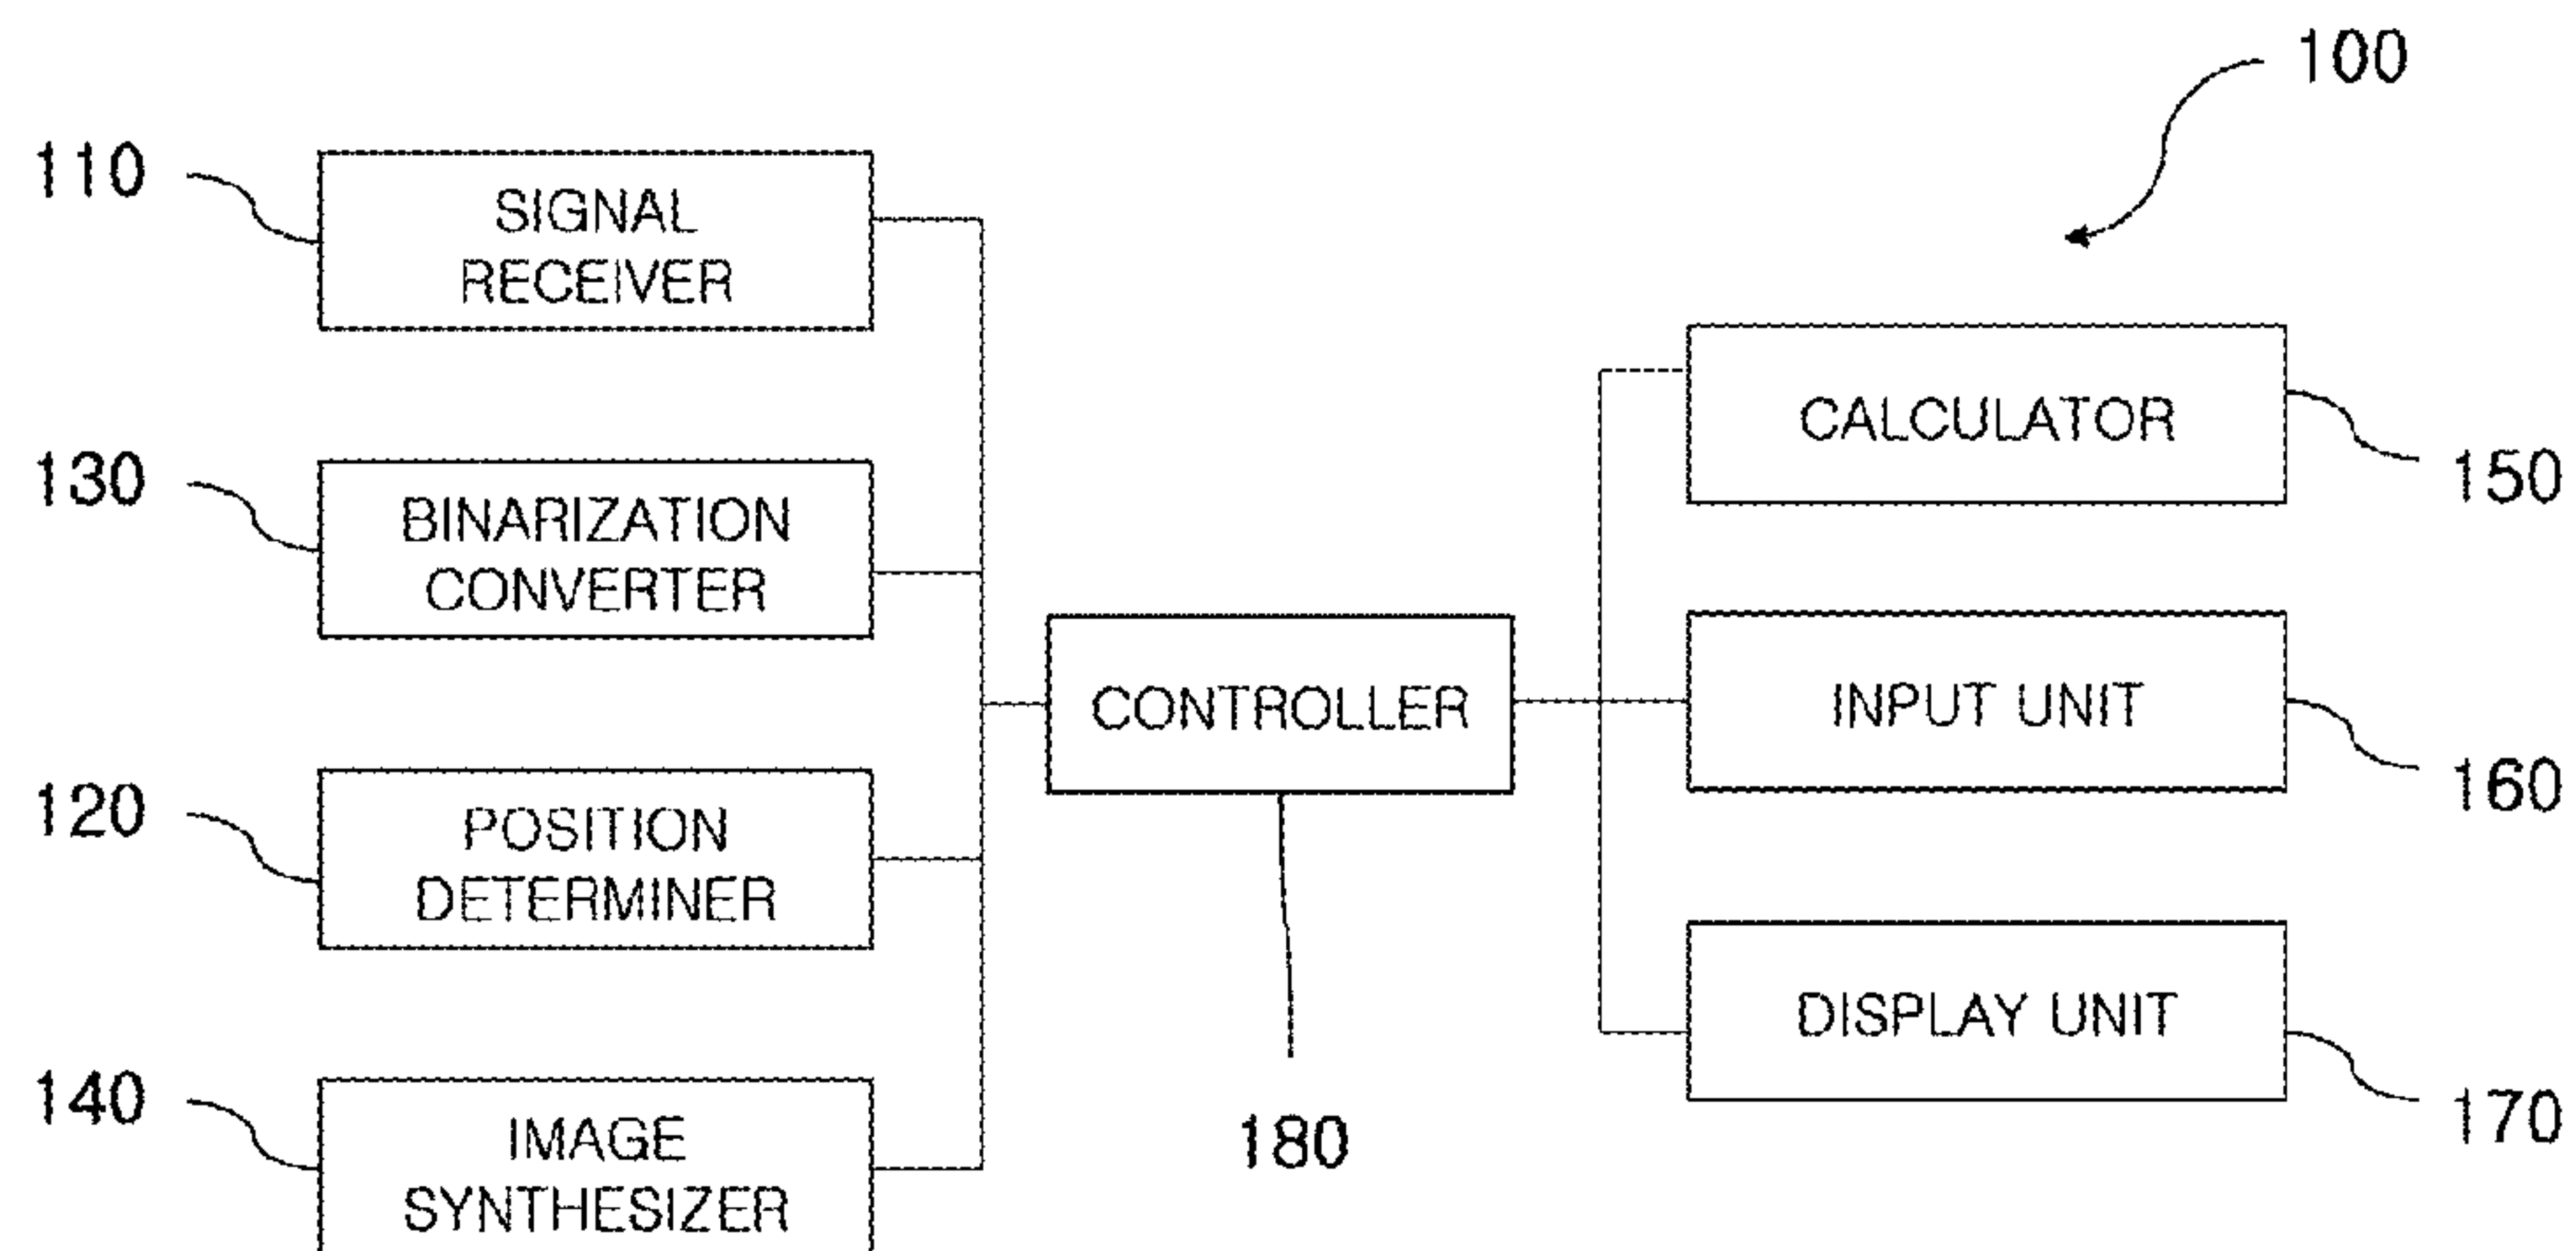 100
110
SIGNAL
RECEIVER
130
BINARIZATION
CONVERTER
120
POSITION
DETERMINER
140
IMAGE
SYNTHESIZER
CONTROLLER
180
CALCULATOR
150
INPUT UNIT
160
DISPLAY UNIT
170